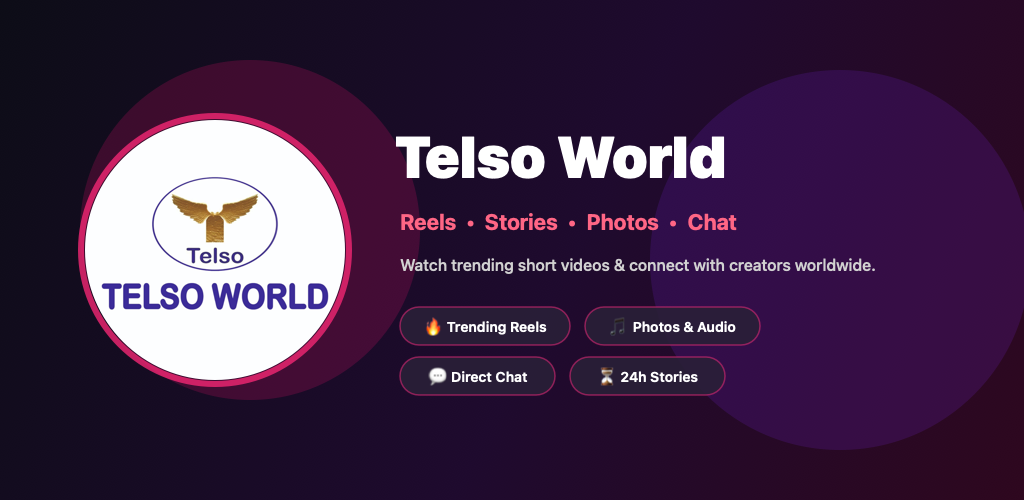 Telso
TELSO WORLD
Telso World
Reels • Stories • Photos • Chat
Watch trending short videos & connect with creators worldwide.
🔥 Trending Reels
🎵 Photos & Audio
💬 Direct Chat
⏳ 24h Stories